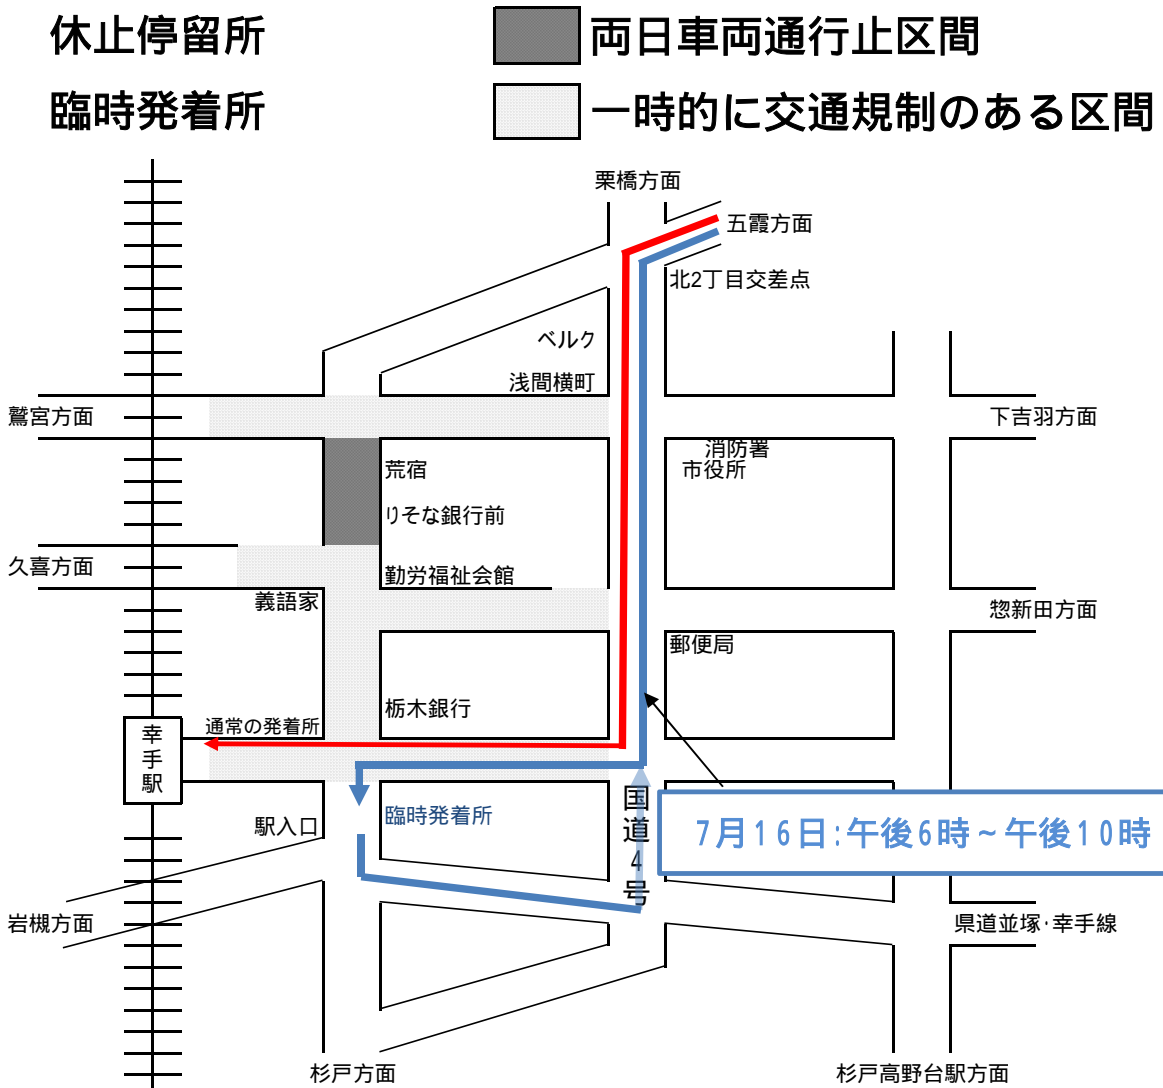 休止停留所
両日車両通行止区間
臨時発着所
一時的に交通規制のある区間
栗橋方面
五霞方面
北2丁目交差点
ベルク
浅間横町
鷲宮方面
下吉羽方面
消防署
市役所
荒宿
りそな銀行前
久喜方面
勤労福祉会館
義語家
惣新田方面
郵便局
栃木銀行
通常の発着所
幸手駅
臨時発着所
駅入口
国道4号
7月16日:午後6時～午後10時
岩槻方面
県道並塚・幸手線
杉戸方面
杉戸高野台駅方面